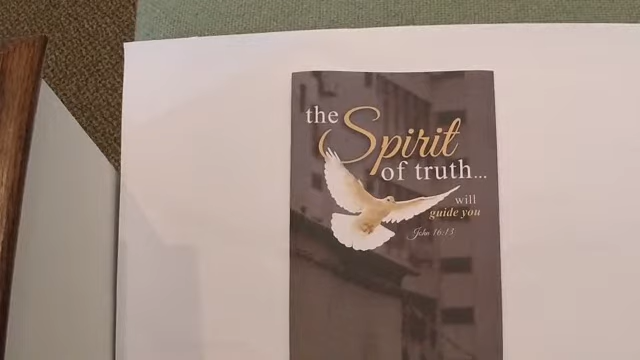 the
Spirit
of truth...
will
guide you
John 16:13